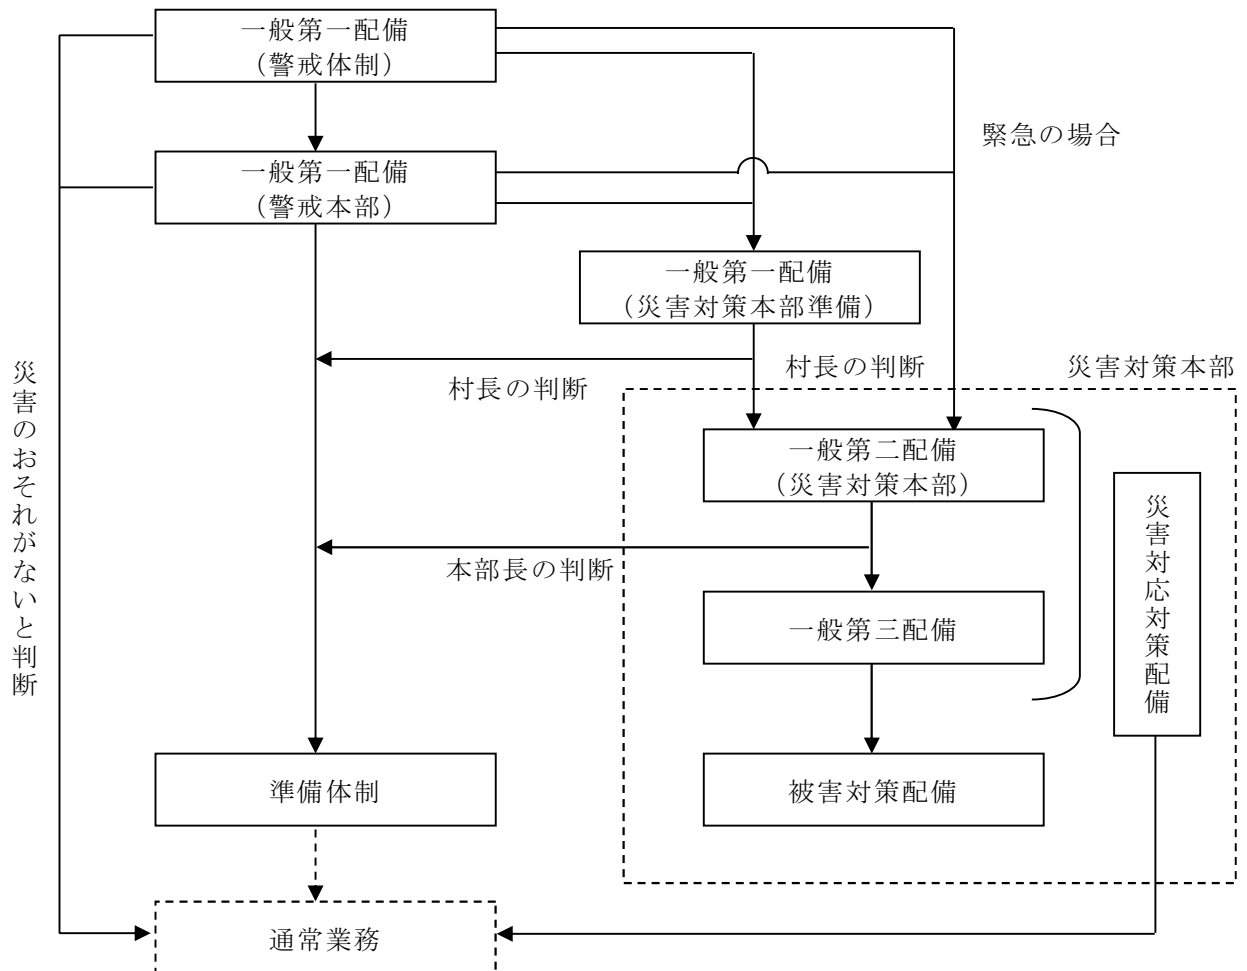 一般第一配備
（警戒体制）
緊急の場合
一般第一配備
（警戒本部）
一般第一配備
（災害対策本部準備）
村長の判断
村長の判断
災害対策本部
災害のおそれがないと判断
一般第二配備
（災害対策本部）
災害対応対策配備
本部長の判断
一般第三配備
準備体制
被害対策配備
通常業務